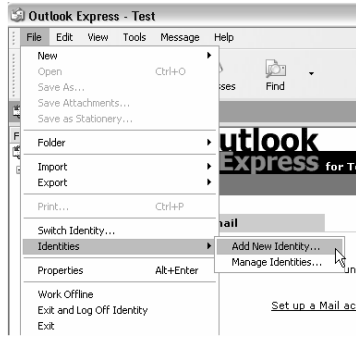 Outlook Express - Test
File Edit View Tools Message Help
New
Open Ctrl+O
Save As...
Save Attachments...
Save as Stationery...
Folder
Import
Export
Print... Ctrl+P
Switch Identity...
Identities
Properties Alt+Enter
Work Offline
Exit and Log Off Identity
Exit
Find
utlook
Express for T
Add New Identity...
Manage Identities...
Set up a Mail ac